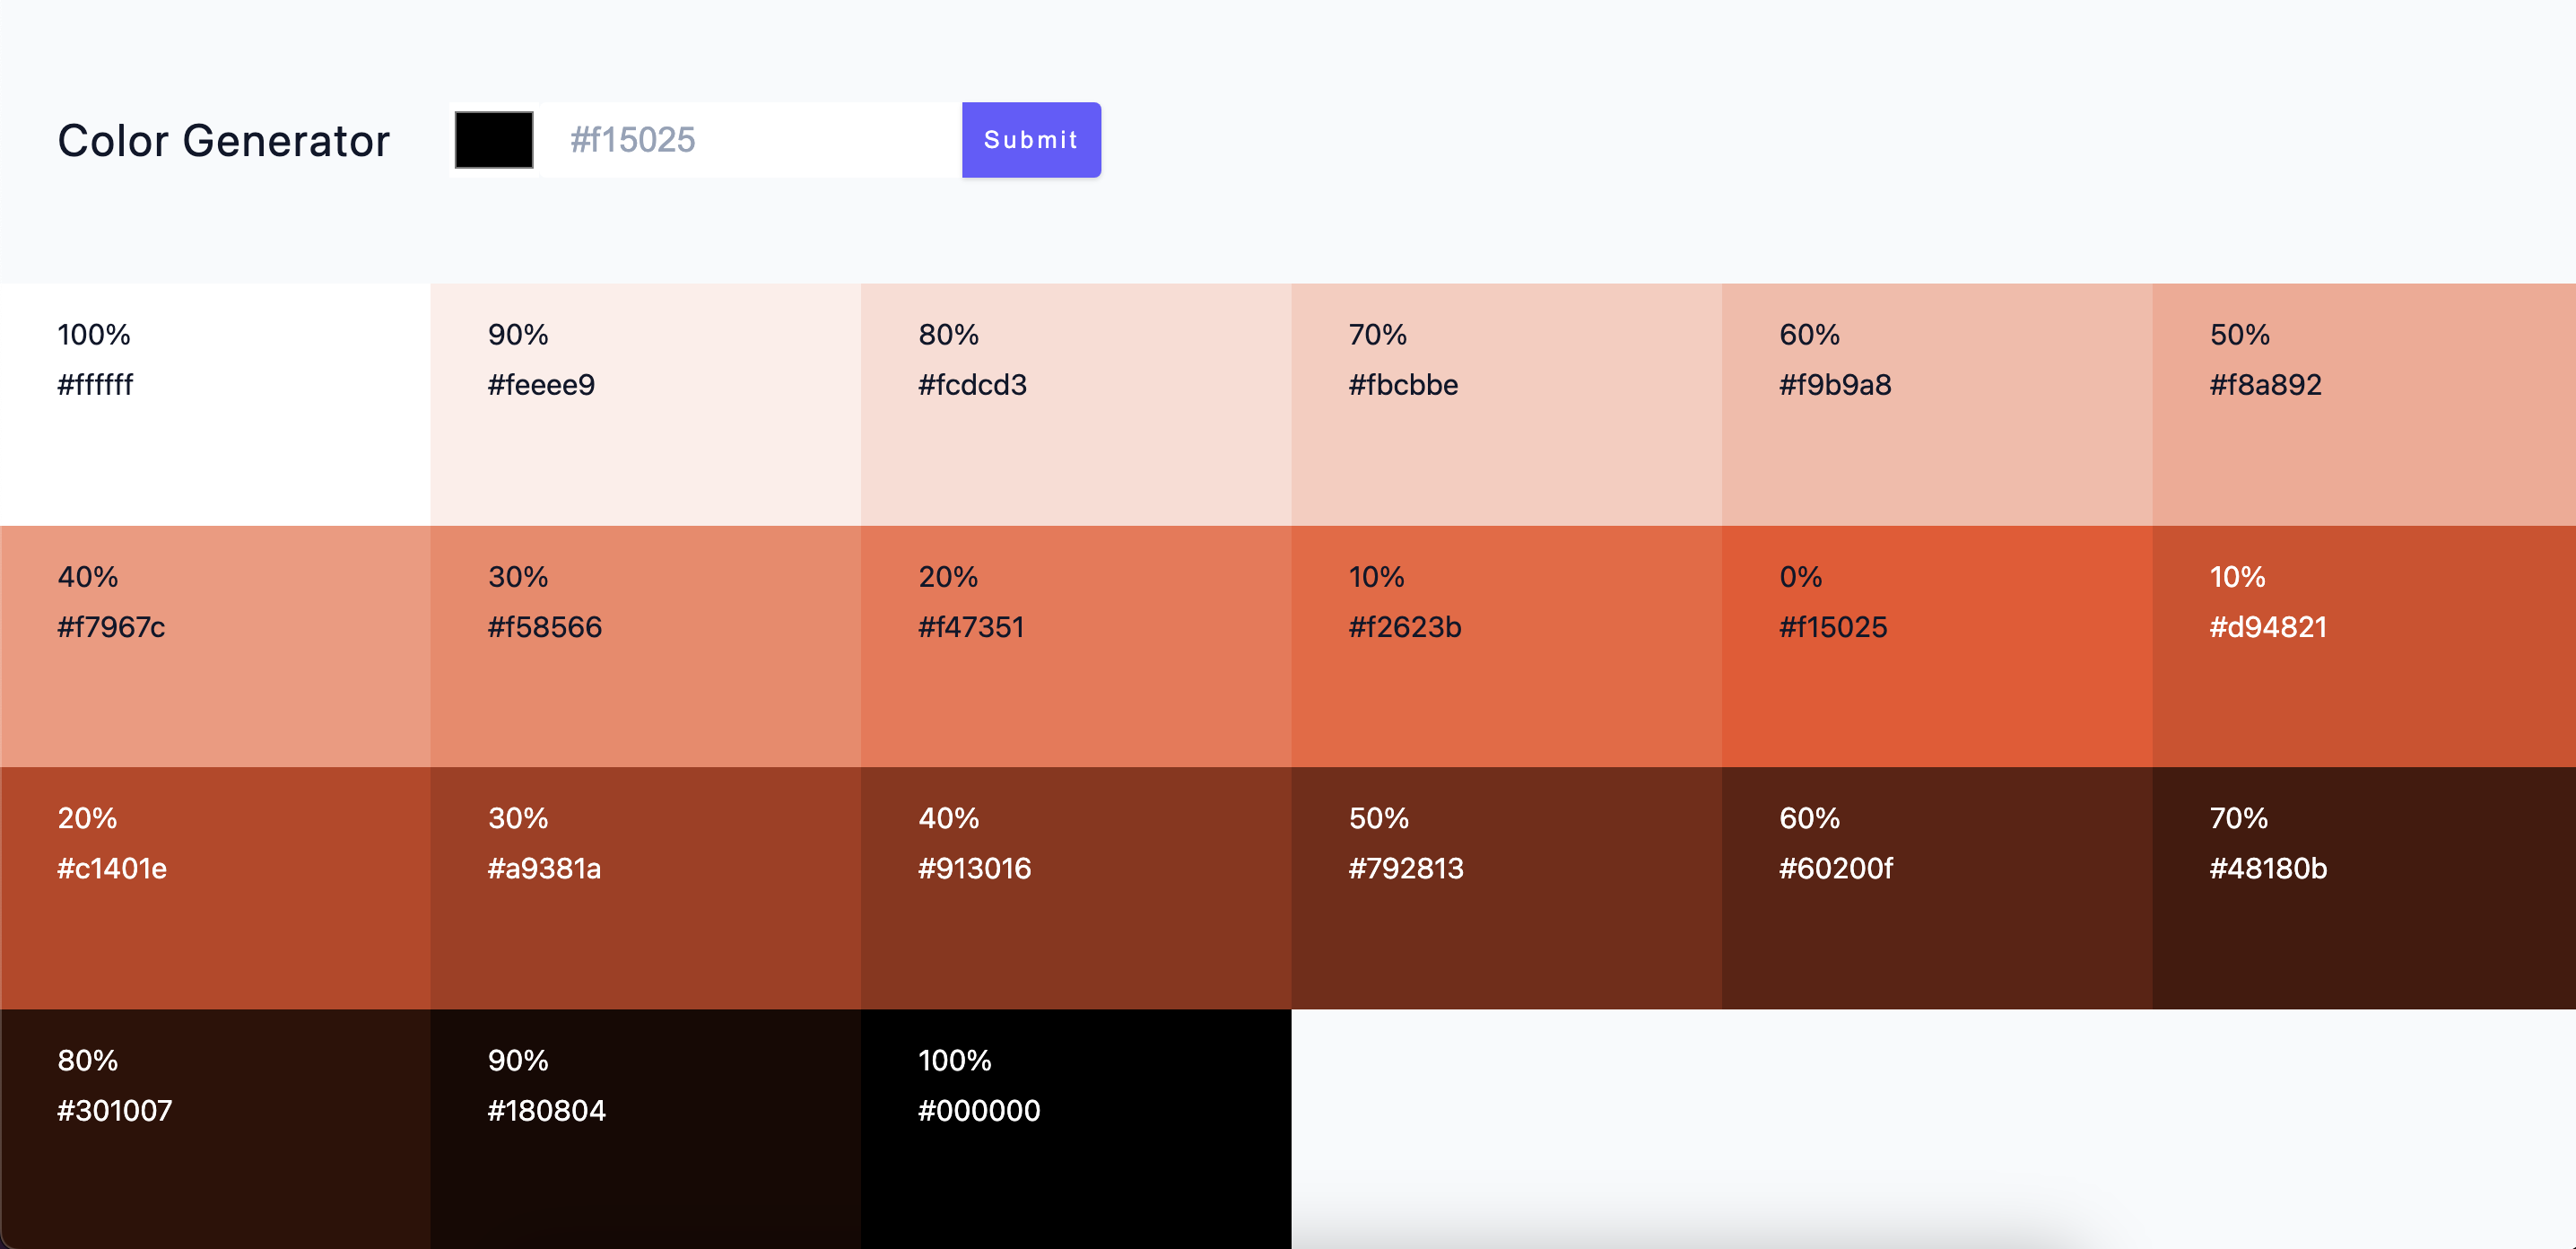 Color Generator
#f15025
Submit
100%
#ffffff
90%
#feeee9
80%
#fcdcd3
70%
#fbcbbe
60%
#f9b9a8
50%
#f8a892
40%
#f7967c
30%
#f58566
20%
#f47351
10%
#f2623b
0%
#f15025
10%
#d94821
20%
#c1401e
30%
#a9381a
40%
#913016
50%
#792813
60%
#60200f
70%
#48180b
80%
#301007
90%
#180804
100%
#000000